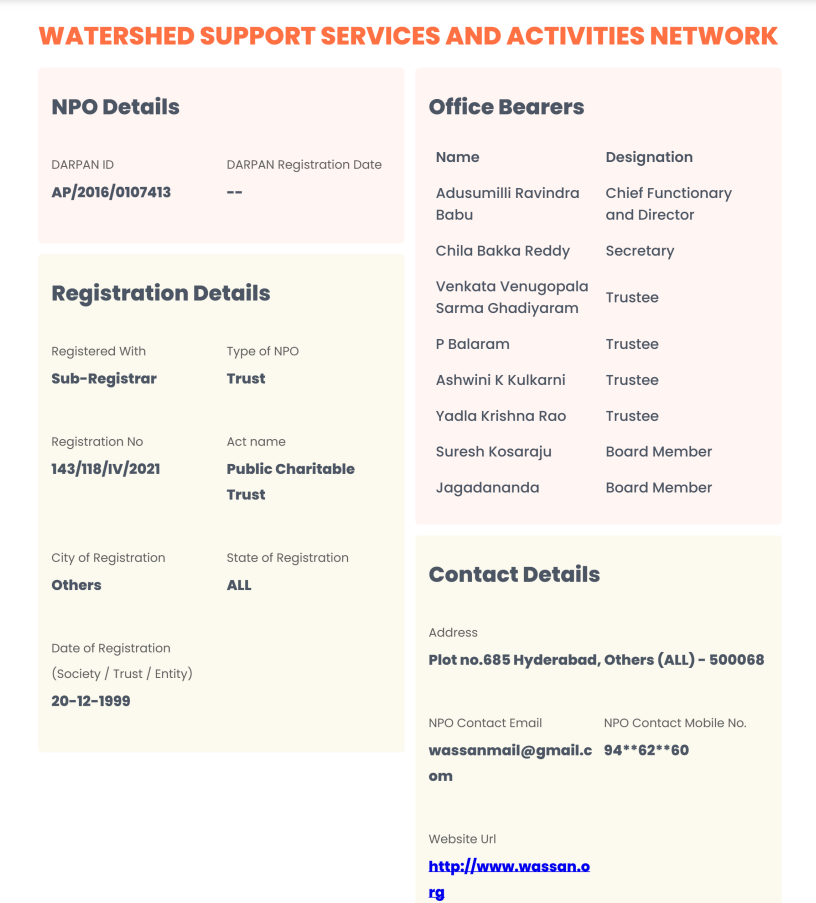 WATERSHED SUPPORT SERVICES AND ACTIVITIES NETWORK
NPO Details
DARPAN ID
AP/2016/0107413
DARPAN Registration Date
--
Registration Details
Registered With
Sub-Registrar
Type of NPO
Trust
Registration No
143/118/IV/2021
Act name
Public Charitable
Trust
City of Registration
Others
State of Registration
ALL
Date of Registration
(Society / Trust / Entity)
20-12-1999
Office Bearers
Name Designation
Adusumilli Ravindra
Babu
Chief Functionary
and Director
Chila Bakka Reddy Secretary
Venkata Venugopala
Sarma Ghadiyaram
Trustee
P Balaram Trustee
Ashwini K Kulkarni Trustee
Yadla Krishna Rao Trustee
Suresh Kosaraju Board Member
Jagadananda Board Member
Contact Details
Address
Plot no.685 Hyderabad, Others (ALL) - 500068
NPO Contact Email
wassanmail@gmail.c
om
NPO Contact Mobile No.
94**62**60
Website Url
http://www.wassan.o
rg